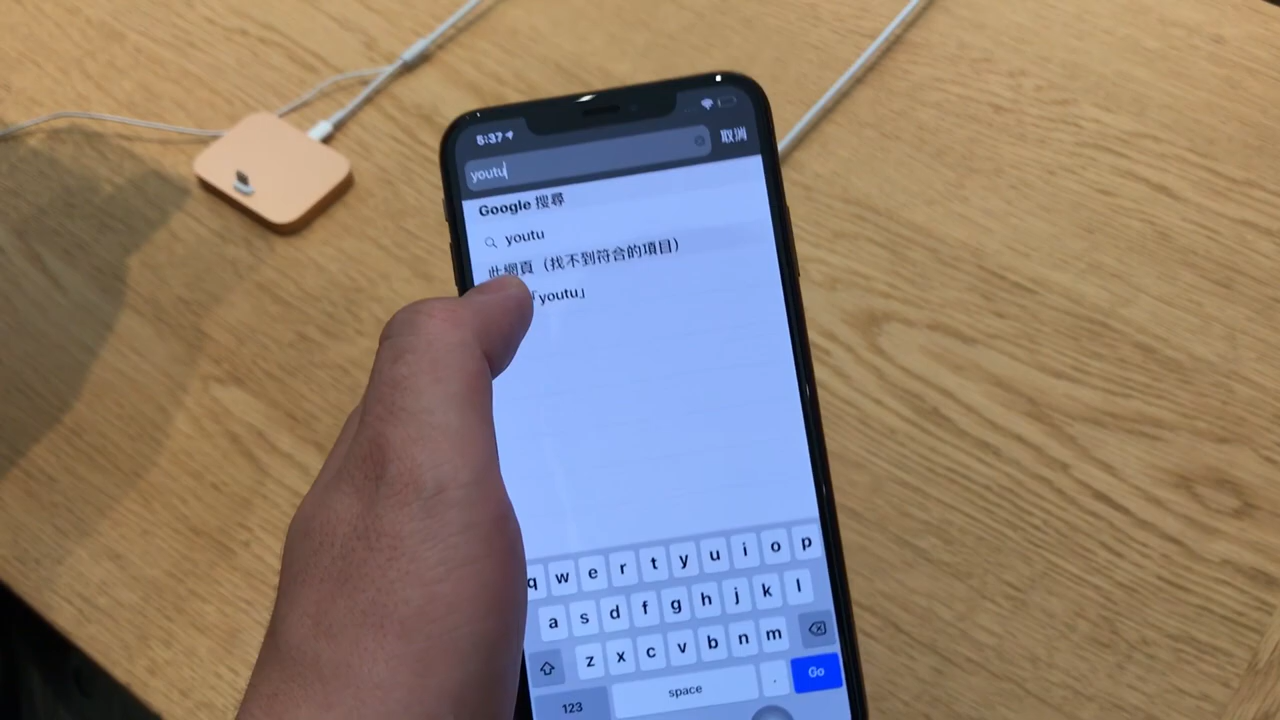 5:37
youtu
取消
Google 搜尋
youtu
此網頁（找不到符合的項目）
「youtu」
q w e r t y u i o p
a s d f g h j k l
z x c v b n m
123 space . Go